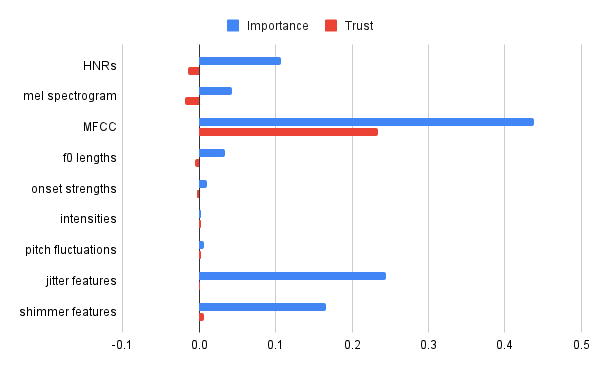 Importance Trust
HNRs
mel spectrogram
MFCC
f0 lengths
onset strengths
intensities
pitch fluctuations
jitter features
shimmer features
-0.1 0.0 0.1 0.2 0.3 0.4 0.5